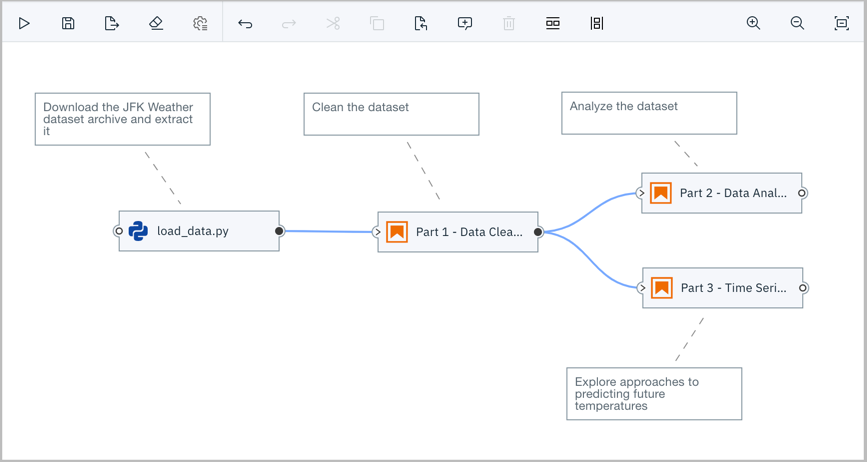 Download the JFK Weather
dataset archive and extract
it
Clean the dataset
Analyze the dataset
load_data.py
Part 1 - Data Clea...
Part 2 - Data Anal...
Part 3 - Time Seri...
Explore approaches to
predicting future
temperatures